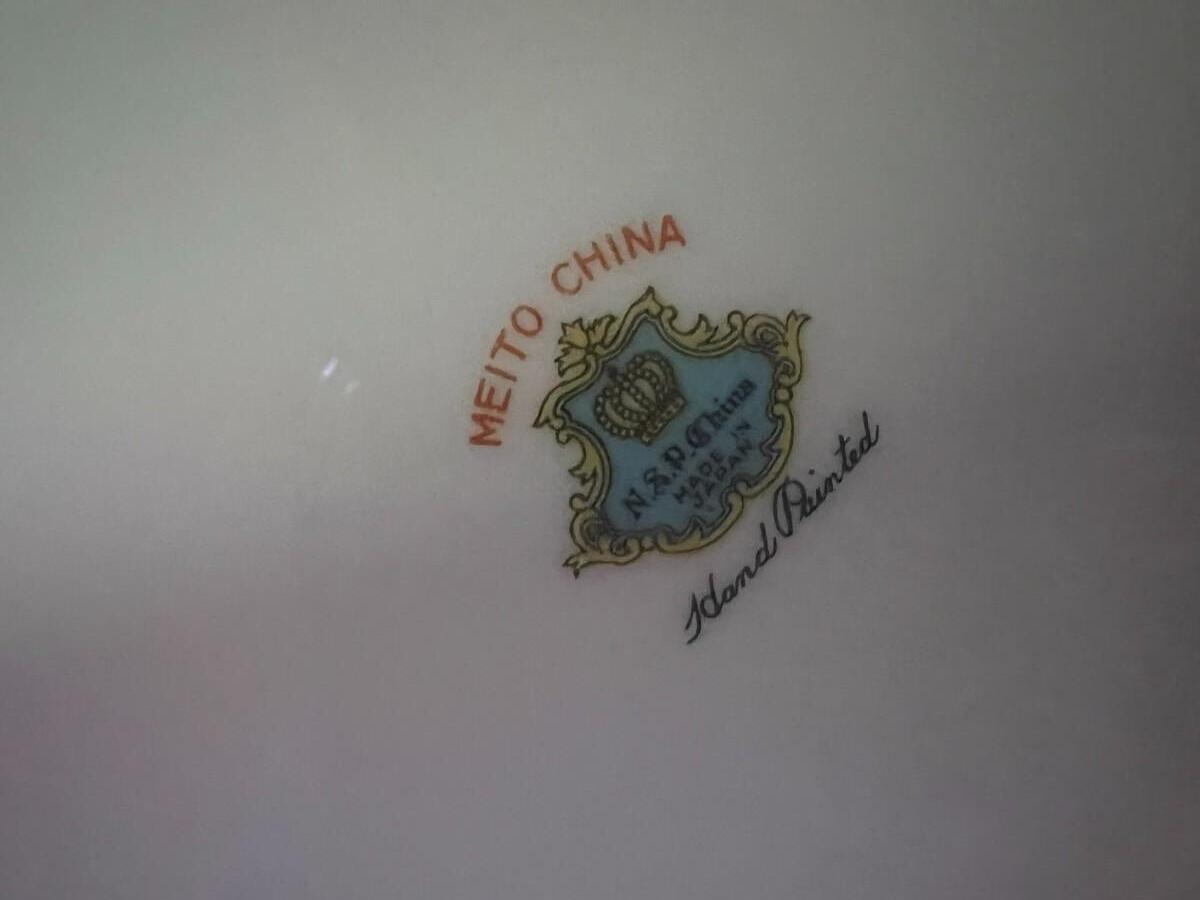 MEITO CHINA
N.S.P. China
MADE IN
JAPAN
Hand Painted